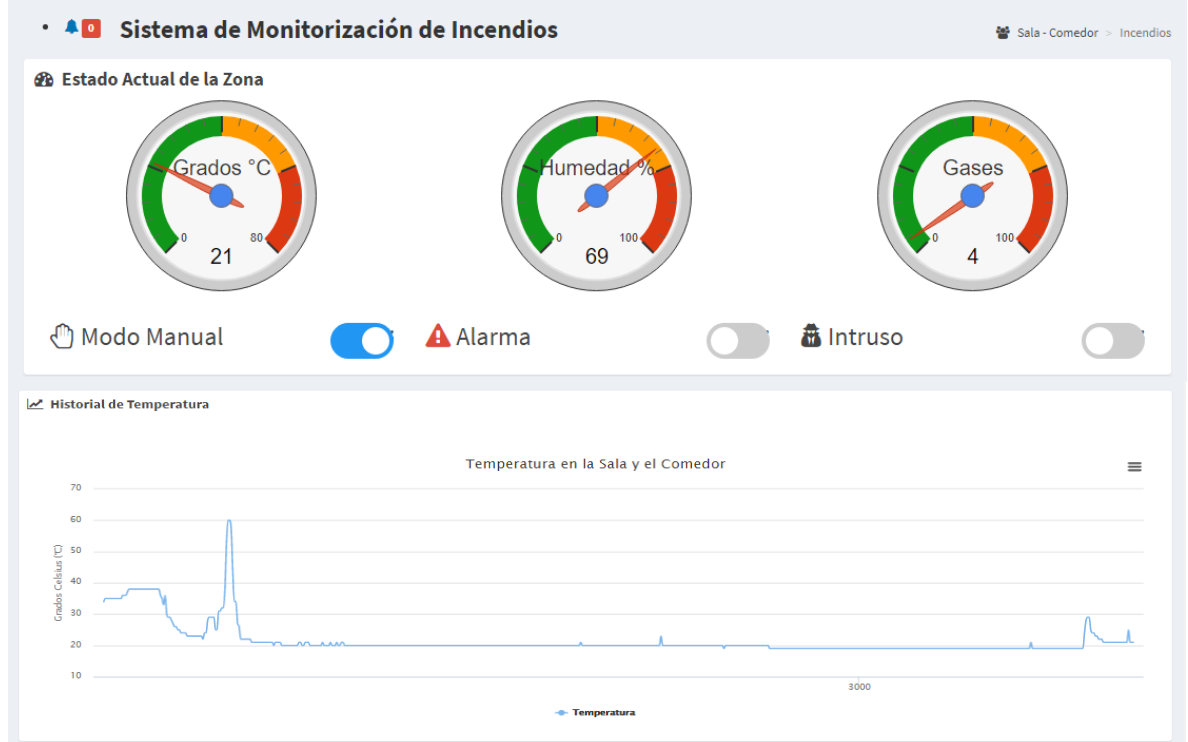 0 Sistema de Monitorización de Incendios
Sala - Comedor > Incendios
Estado Actual de la Zona
Grados °C
0 80
21
Humedad %
0 100
69
Gases
0 100
4
Modo Manual
Alarma
Intruso
Historial de Temperatura
Temperatura en la Sala y el Comedor
Grados Celsius (°C)
70
60
50
40
30
20
10
3000
Temperatura